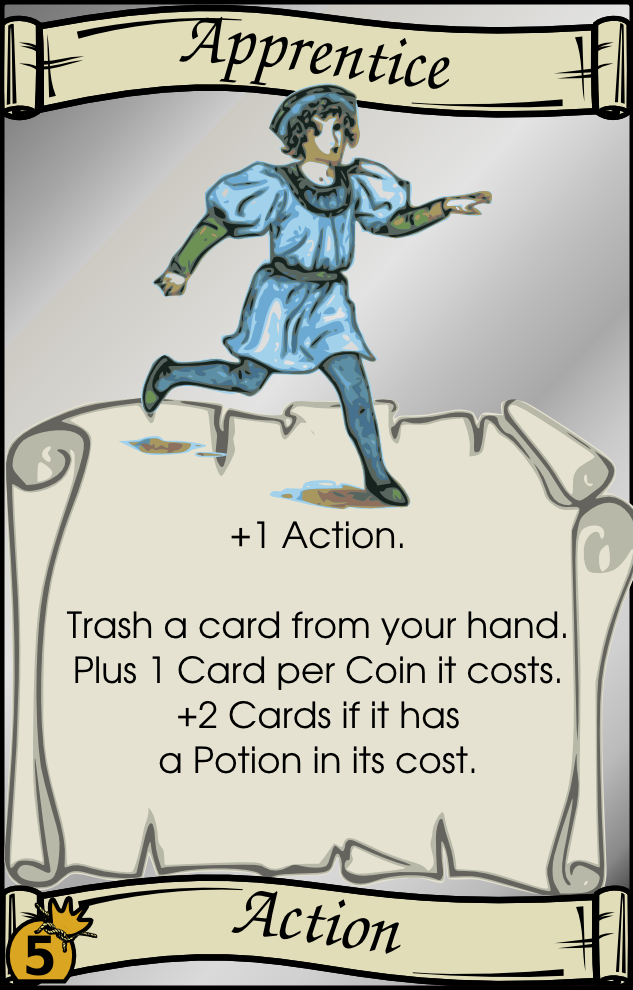 Apprentice
+1 Action.
Trash a card from your hand.
Plus 1 Card per Coin it costs.
+2 Cards if it has
a Potion in its cost.
Action
5